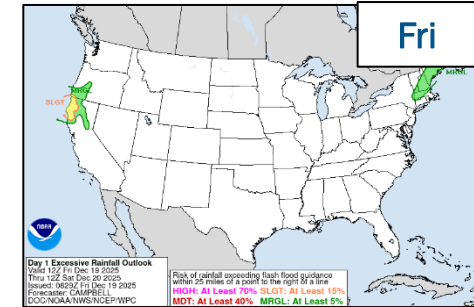 Fri
MRGL
MRGL
SLGT
NOAA
Day 1 Excessive Rainfall Outlook
Valid 12Z Fri Dec 19 2025
Thru 12Z Sat Dec 20 2025
Issued: 0829Z Fri Dec 19 2025
Forecaster: CAMPBELL
DOC/NOAA/NWS/NCEP/WPC
Risk of rainfall exceeding flash flood guidance
within 25 miles of a point to the right of a line
HIGH: At Least 70% SLGT: At Least 15%
MDT: At Least 40% MRGL: At Least 5%